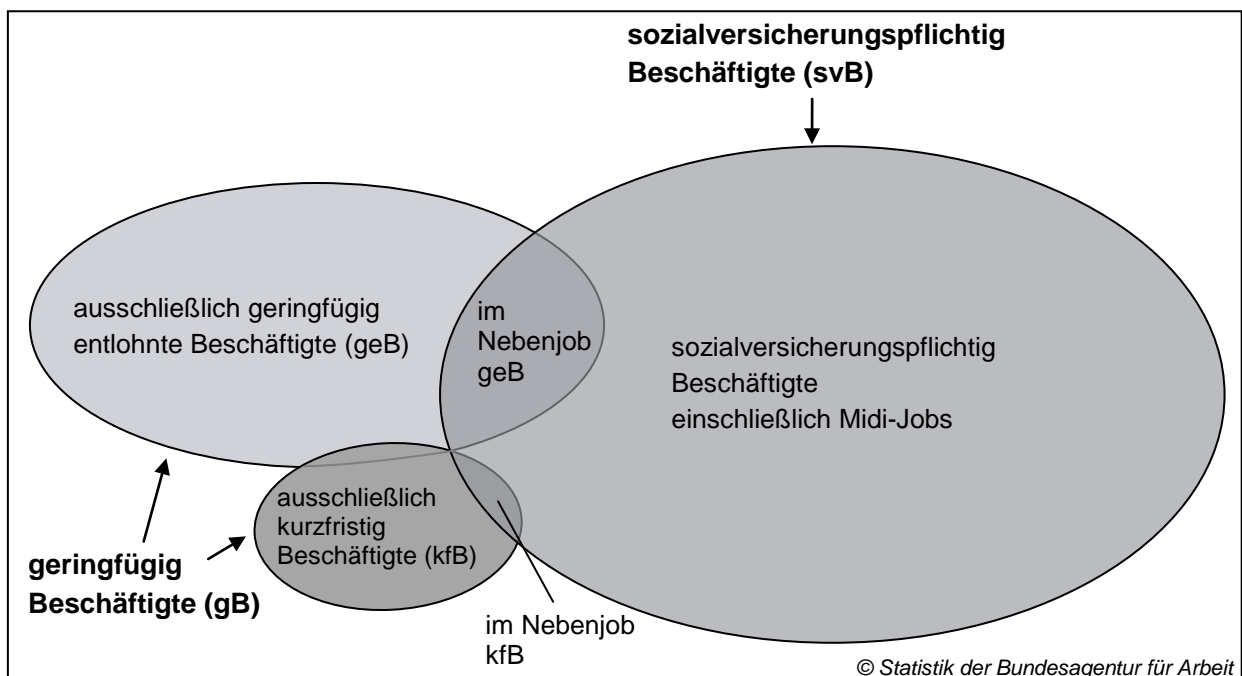 sozialversicherungspflichtig
Beschäftigte (svB)
ausschließlich geringfügig
entlohnte Beschäftigte (geB)
im
Nebenjob
geB
sozialversicherungspflichtig
Beschäftigte
einschließlich Midi-Jobs
ausschließlich
kurzfristig
Beschäftigte (kfB)
geringfügig
Beschäftigte (gB)
im Nebenjob
kfB
© Statistik der Bundesagentur für Arbeit